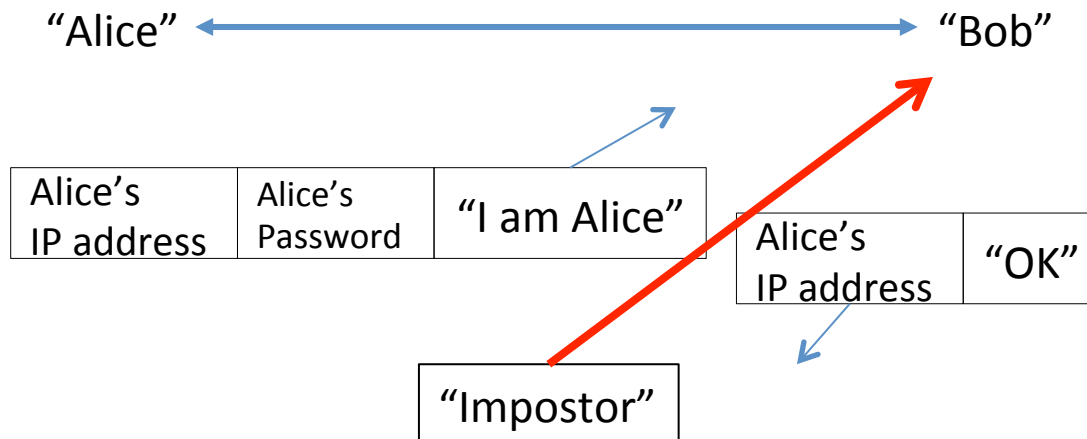 “Alice”
“Bob”
Alice’s
IP address
Alice’s
Password
“I am Alice”
Alice’s
IP address
“OK”
“Impostor”